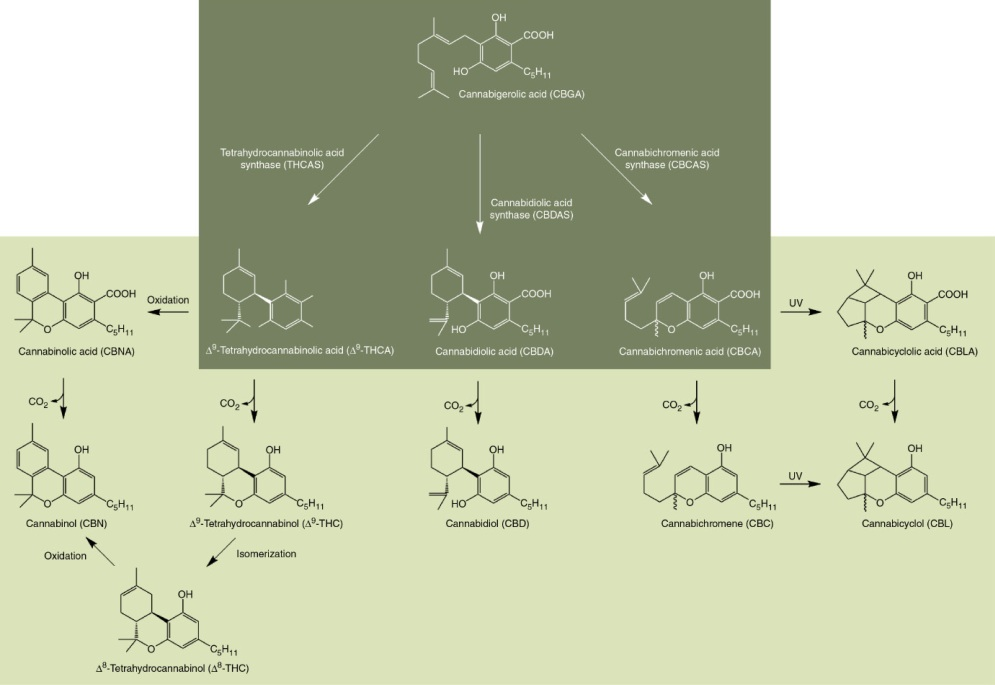 OH
COOH
HO
C5H11
Cannabigerolic acid (CBGA)
Tetrahydrocannabinolic acid
synthase (THCAS)
Cannabichromenic acid
synthase (CBCAS)
Cannabidiolic acid
synthase (CBDAS)
OH
COOH
O
C5H11
Cannabinolic acid (CBNA)
Oxidation
Δ9-Tetrahydrocannabinolic acid (Δ9-THCA)
OH
COOH
HO
C5H11
Cannabidiolic acid (CBDA)
OH
COOH
O
C5H11
Cannabichromenic acid (CBCA)
UV
OH
COOH
O
C5H11
Cannabicyclolic acid (CBLA)
CO2
CO2
CO2
CO2
CO2
OH
O
C5H11
Cannabinol (CBN)
OH
O
C5H11
Δ9-Tetrahydrocannabinol (Δ9-THC)
OH
HO
C5H11
Cannabidiol (CBD)
OH
O
C5H11
Cannabichromene (CBC)
UV
OH
O
C5H11
Cannabicyclol (CBL)
Oxidation
Isomerization
OH
O
C5H11
Δ8-Tetrahydrocannabinol (Δ8-THC)